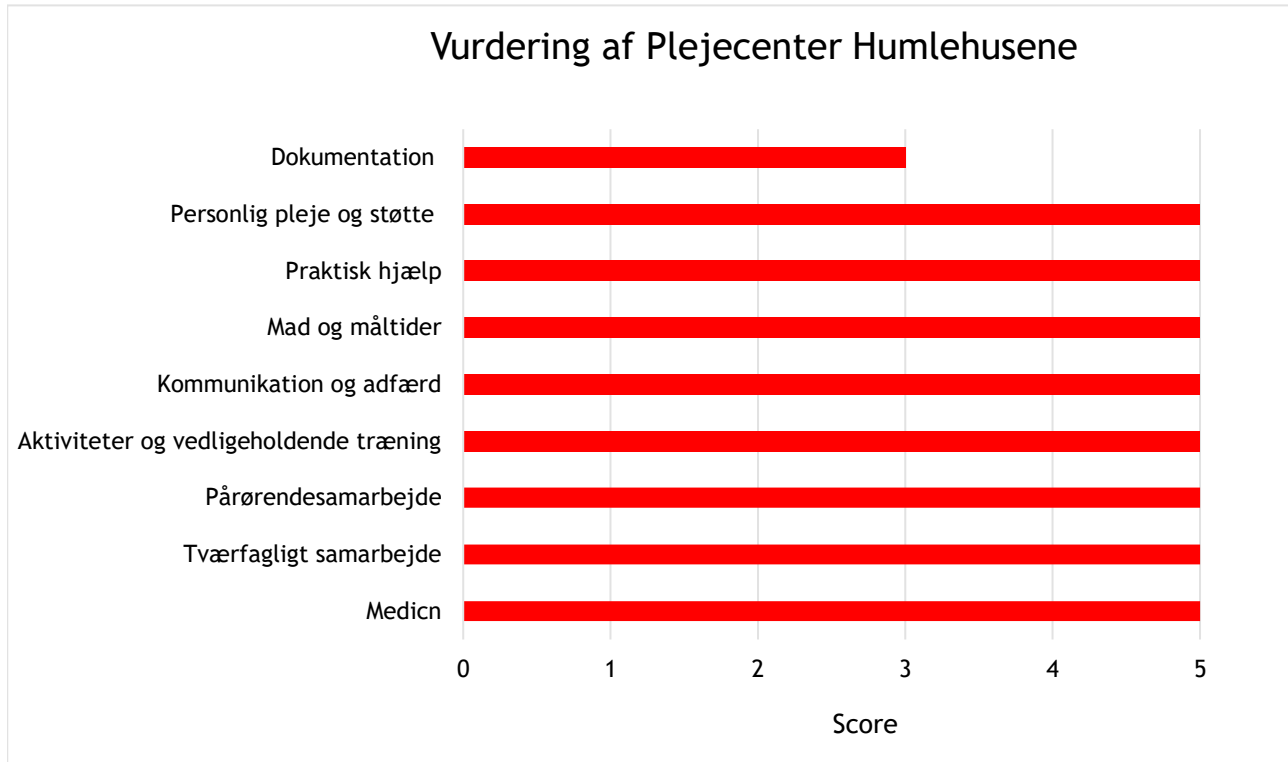 Vurdering af Plejecenter Humlehusene
Dokumentation
Personlig pleje og støtte
Praktisk hjælp
Mad og måltider
Kommunikation og adfærd
Aktiviteter og vedligeholdende træning
Pårørendesamarbejde
Tværfagligt samarbejde
Medicn
0 1 2 3 4 5
Score